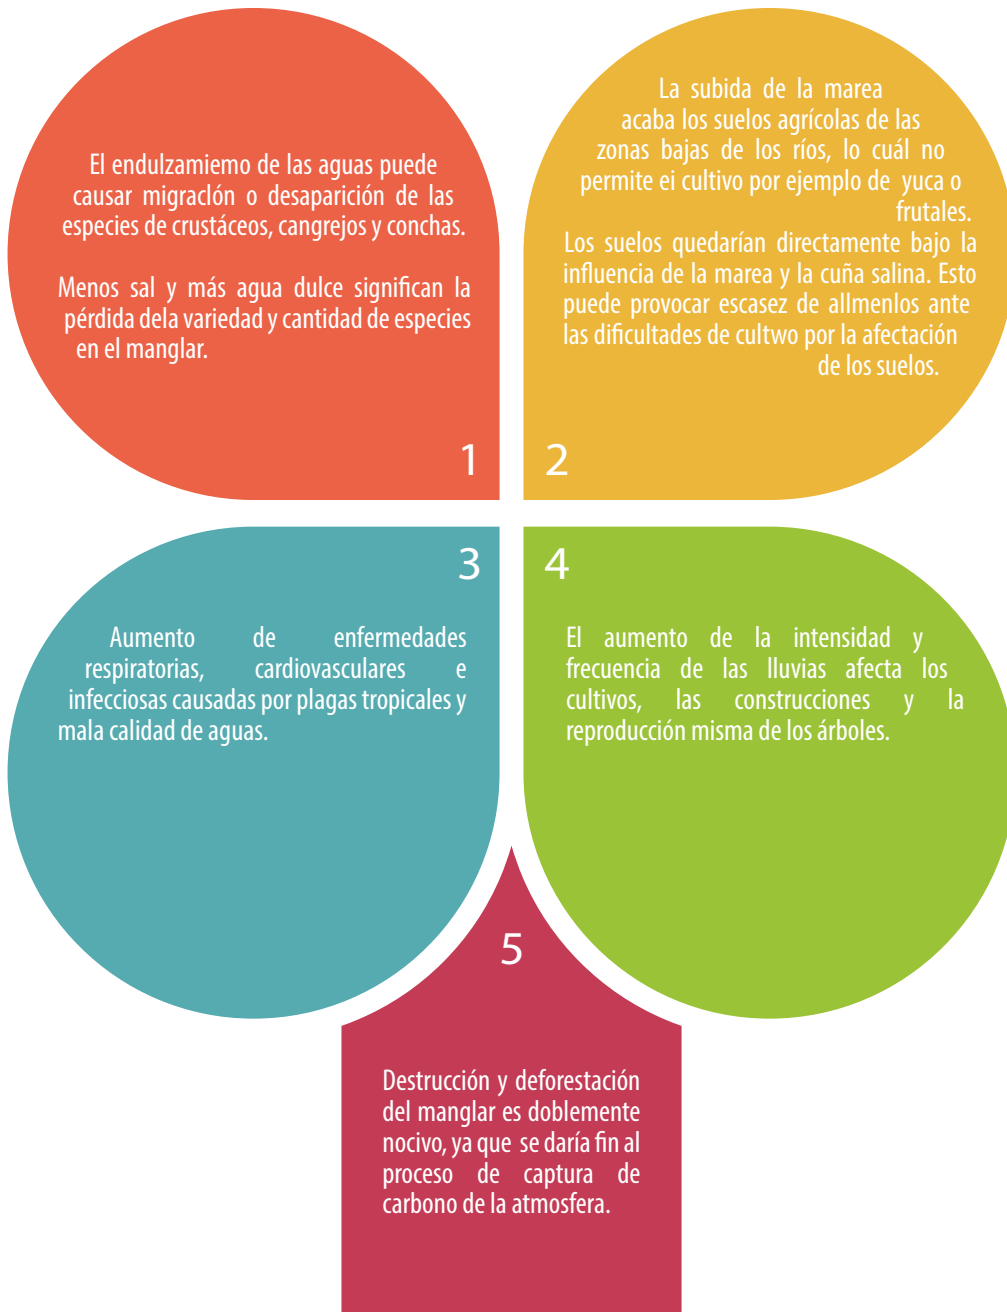 El endulzamiemo de las aguas puede
causar migraclón o desaparición de las
especies de crustáceos, cangrejos y conchas.
Menos sal y más agua dulce significan la
pérdida dela variedad y cantidad de especies
en el manglar.
1
La subida de la marea
acaba los suelos agrícolas de las
zonas bajas de los ríos, lo cuál no
permite ei cultivo por ejemplo de yuca o
frutales.
Los suelos quedarían directamente bajo la
influencia de la marea y la cuña salina. Esto
puede provocar escasez de allmenlos ante
las dificultades de cultwo por la afectación
de los suelos.
2
3
Aumento de enfermedades
respiratorias, cardiovasculares e
infecciosas causadas por plagas tropicales y
mala calidad de aguas.
4
El aumento de la intensidad y
frecuencia de las lluvias afecta los
cultivos, las construcciones y la
reproducción misma de los árboles.
5
Destrucción y deforestación
del manglar es doblemente
nocivo, ya que se daría fin al
proceso de captura de
carbono de la atmosfera.